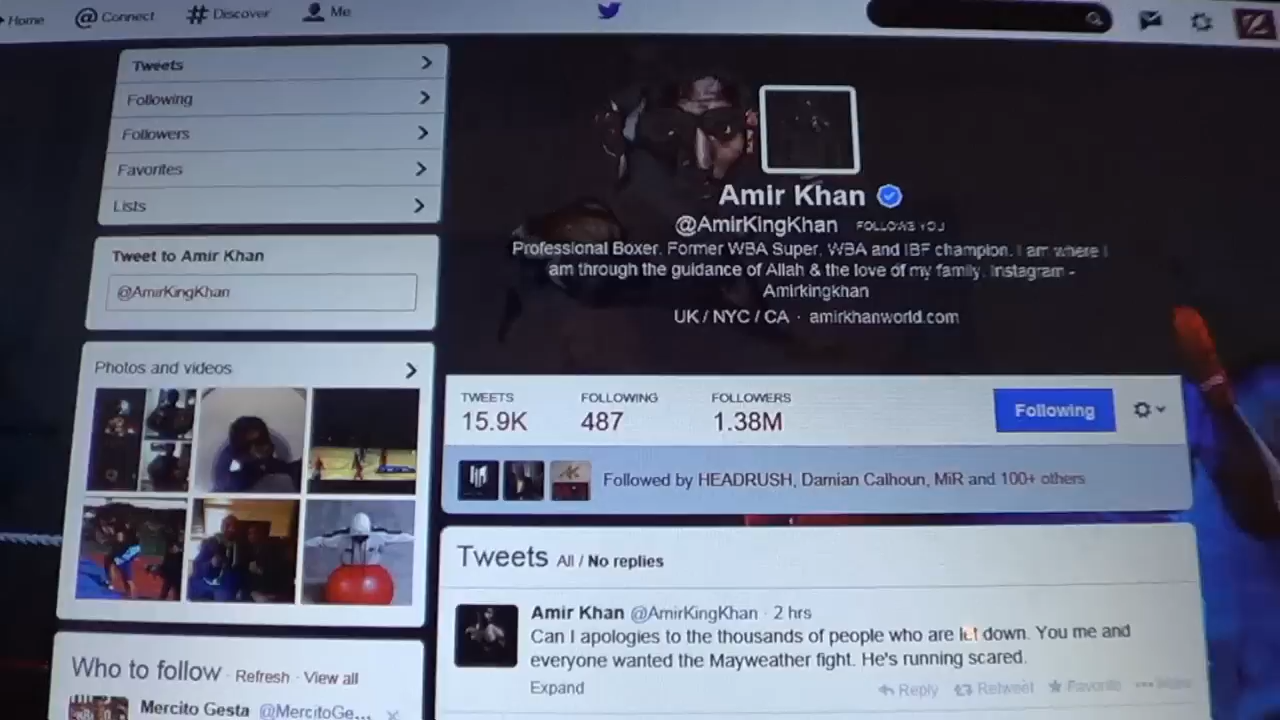 Home
Connect
Discover
Me
Tweets
Following
Followers
Favorites
Lists
Tweet to Amir Khan
@AmirKingKhan
Photos and videos
Who to follow · Refresh · View all
Mercito Gesta @MercitoGe...
Amir Khan
@AmirKingKhan FOLLOWS YOU
Professional Boxer. Former WBA Super, WBA and IBF champion. I am where I
am through the guidance of Allah & the love of my family. Instagram -
Amirkingkhan
UK / NYC / CA · amirkhanworld.com
TWEETS FOLLOWING FOLLOWERS
15.9K 487 1.38M
Following
Followed by HEADRUSH, Damian Calhoun, MiR and 100+ others
Tweets All / No replies
Amir Khan @AmirKingKhan · 2 hrs
Can I apologies to the thousands of people who are let down. You me and
everyone wanted the Mayweather fight. He's running scared.
Expand Reply Retweet Favorite More